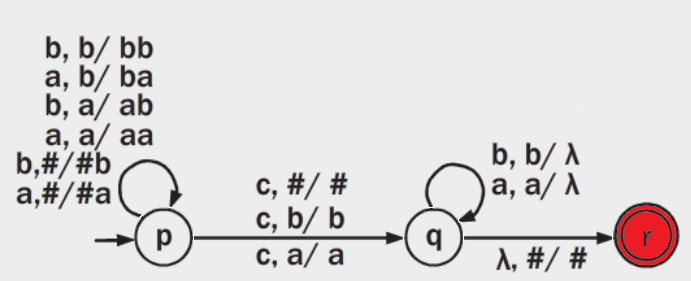 b, b/ bb
a, b/ ba
b, a/ ab
a, a/ aa
b,#/#b
a,#/#a
p
c, #/ #
c, b/ b
c, a/ a
q
b, b/ λ
a, a/ λ
λ, #/ #
r